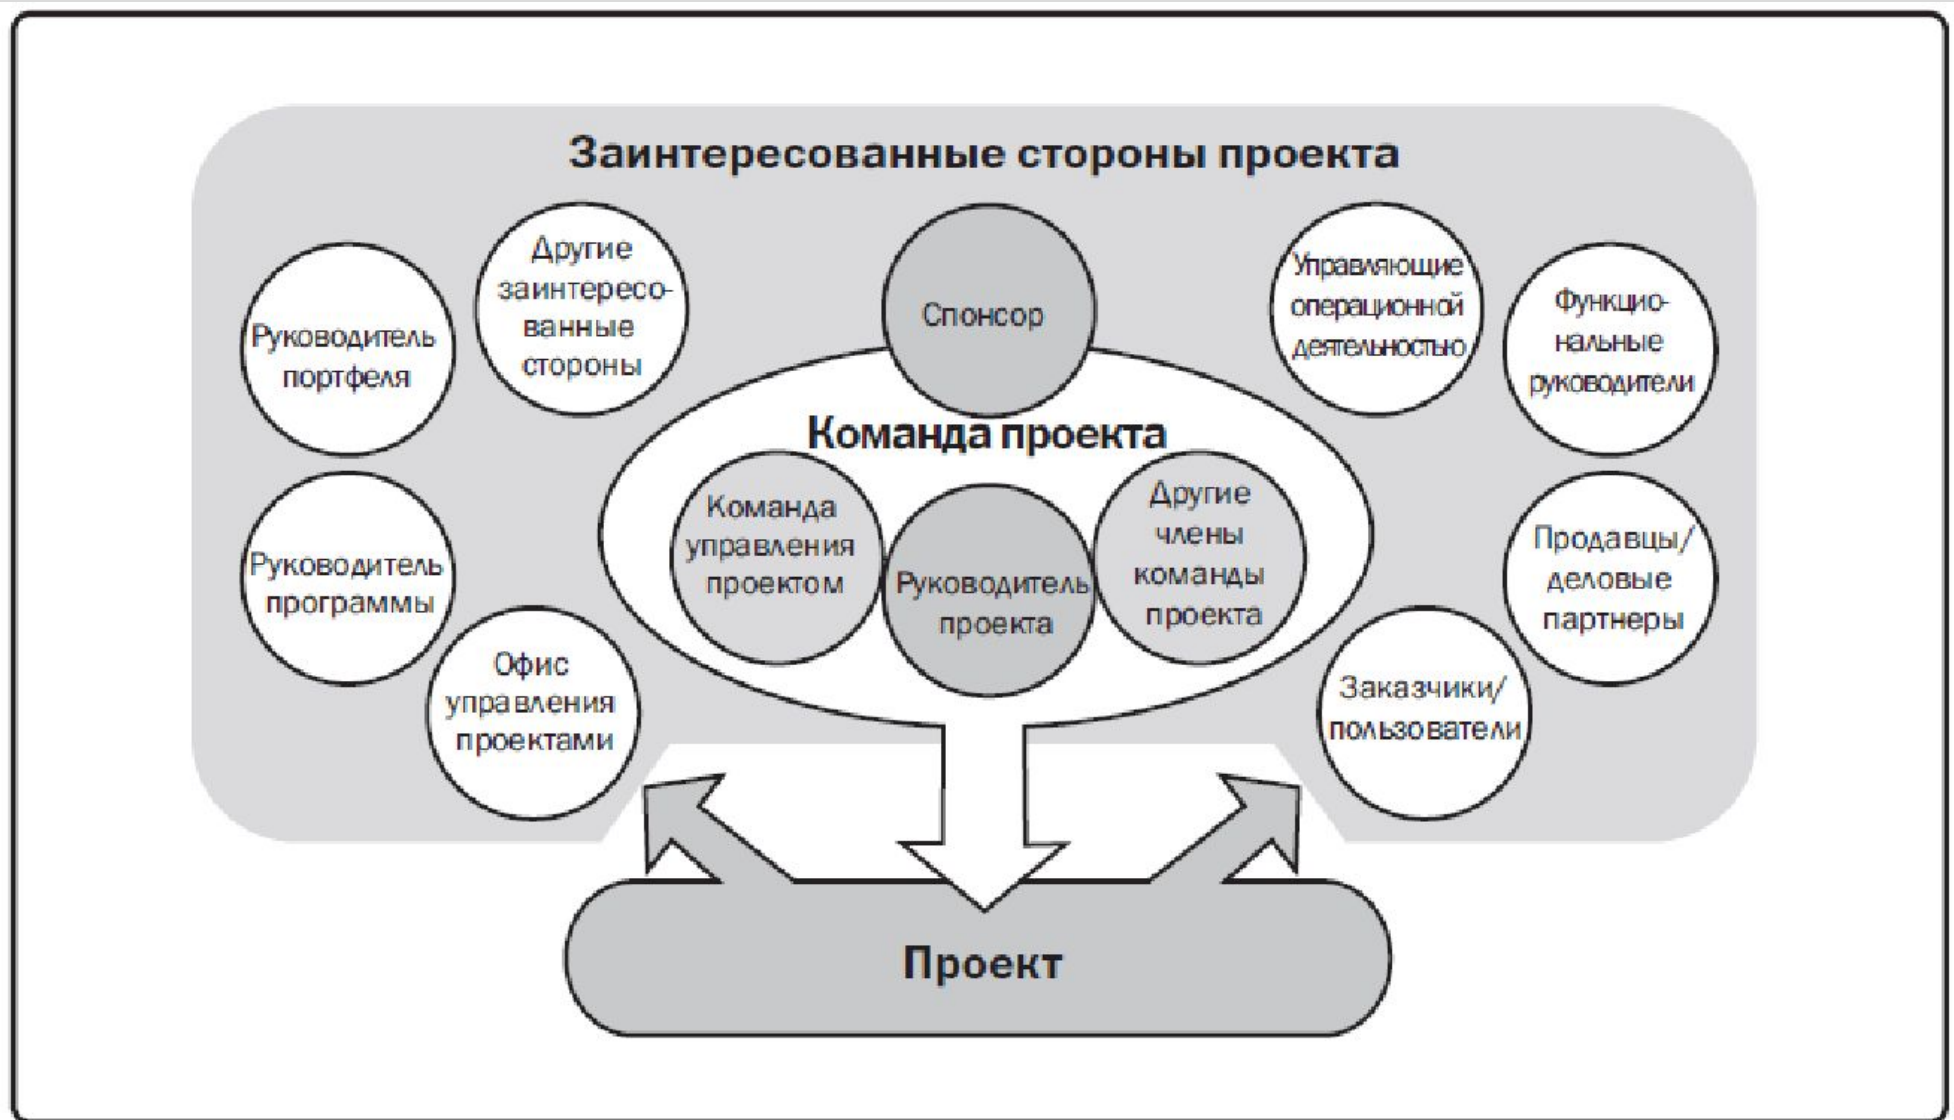 Заинтересованные стороны проекта
Руководитель
портфеля
Другие
заинтересо-
ванные
стороны
Спонсор
Управляющие
операционной
деятельностью
Функцио-
нальные
руководители
Команда проекта
Руководитель
программы
Команда
управления
проектом
Руководитель
проекта
Другие
члены
команды
проекта
Продавцы/
деловые
партнеры
Офис
управления
проектами
Заказчики/
пользователи
Проект